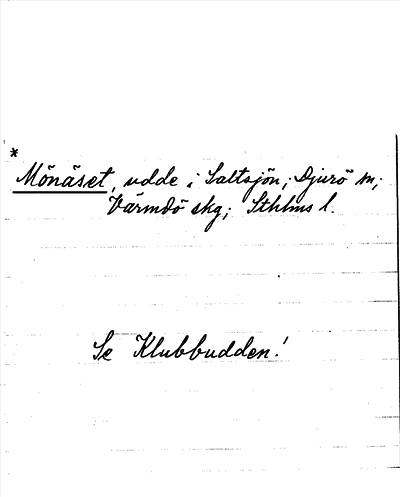 *
Mönäset, udde i Saltsjön; Djurö sn;
Värmdö skg; Sthlms l.
Se Klubbudden!